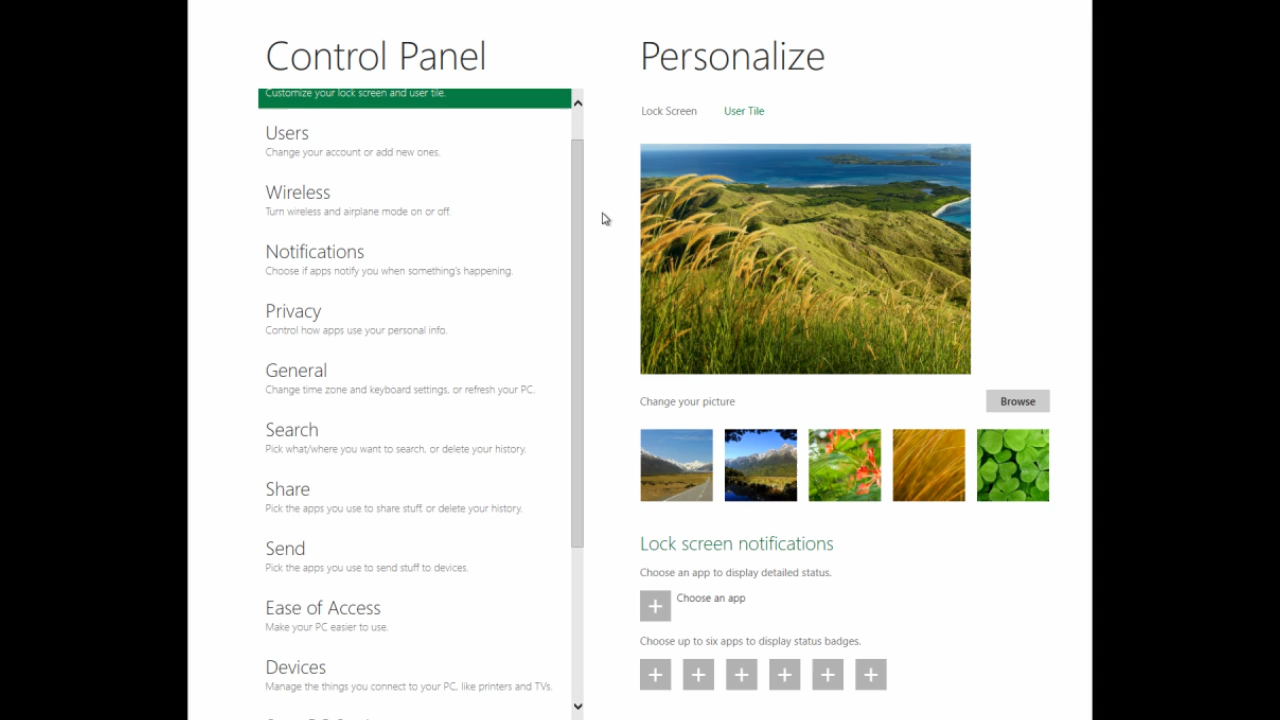 Control Panel
Customize your lock screen and user tile.
Users
Change your account or add new ones.
Wireless
Turn wireless and airplane mode on or off.
Notifications
Choose if apps notify you when something's happening.
Privacy
Control how apps use your personal info.
General
Change time zone and keyboard settings, or refresh your PC.
Search
Pick what/where you want to search, or delete your history.
Share
Pick the apps you use to share stuff, or delete your history.
Send
Pick the apps you use to send stuff to devices.
Ease of Access
Make your PC easier to use.
Devices
Manage the things you connect to your PC, like printers and TVs.
Personalize
Lock Screen
User Tile
Change your picture
Browse
Lock screen notifications
Choose an app to display detailed status.
Choose an app
Choose up to six apps to display status badges.